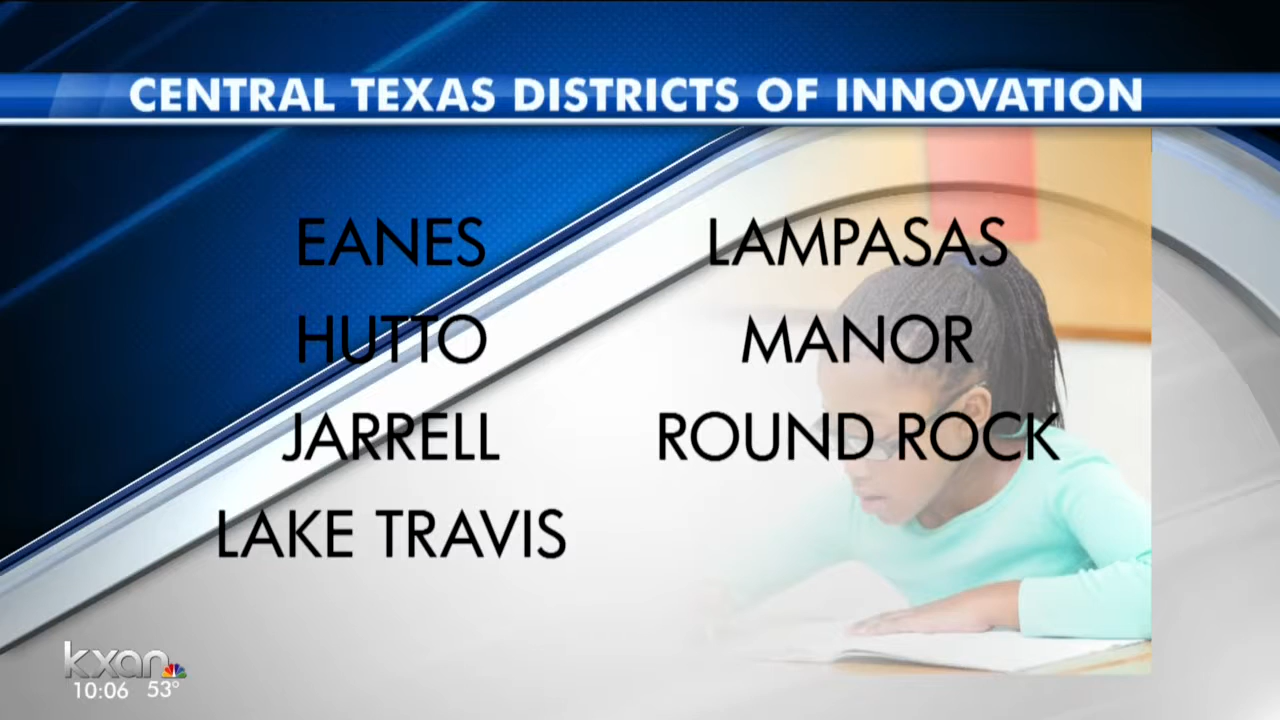 CENTRAL TEXAS DISTRICTS OF INNOVATION
EANES
HUTTO
JARRELL
LAKE TRAVIS
LAMPASAS
MANOR
ROUND ROCK
kxan
10:06 53°